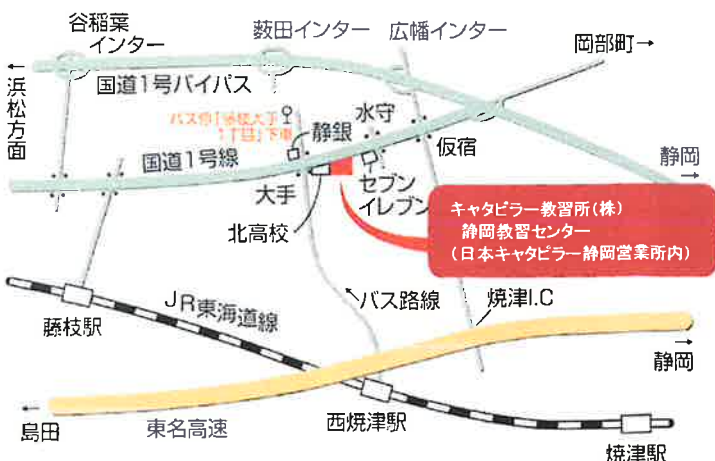 谷稲葉
インター
薮田インター
広幡インター
岡部町→
←
浜松方面
国道1号バイパス
バス停「藤枝大手
1丁目」下車
静銀
水守
仮宿
国道1号線
大手
北高校
セブン
イレブン
静岡
→
キャタピラー教習所(株)
静岡教習センター
(日本キャタピラー静岡営業所内)
JR東海道線
藤枝駅
バス路線
焼津I.C
→
静岡
←
島田
東名高速
西焼津駅
焼津駅